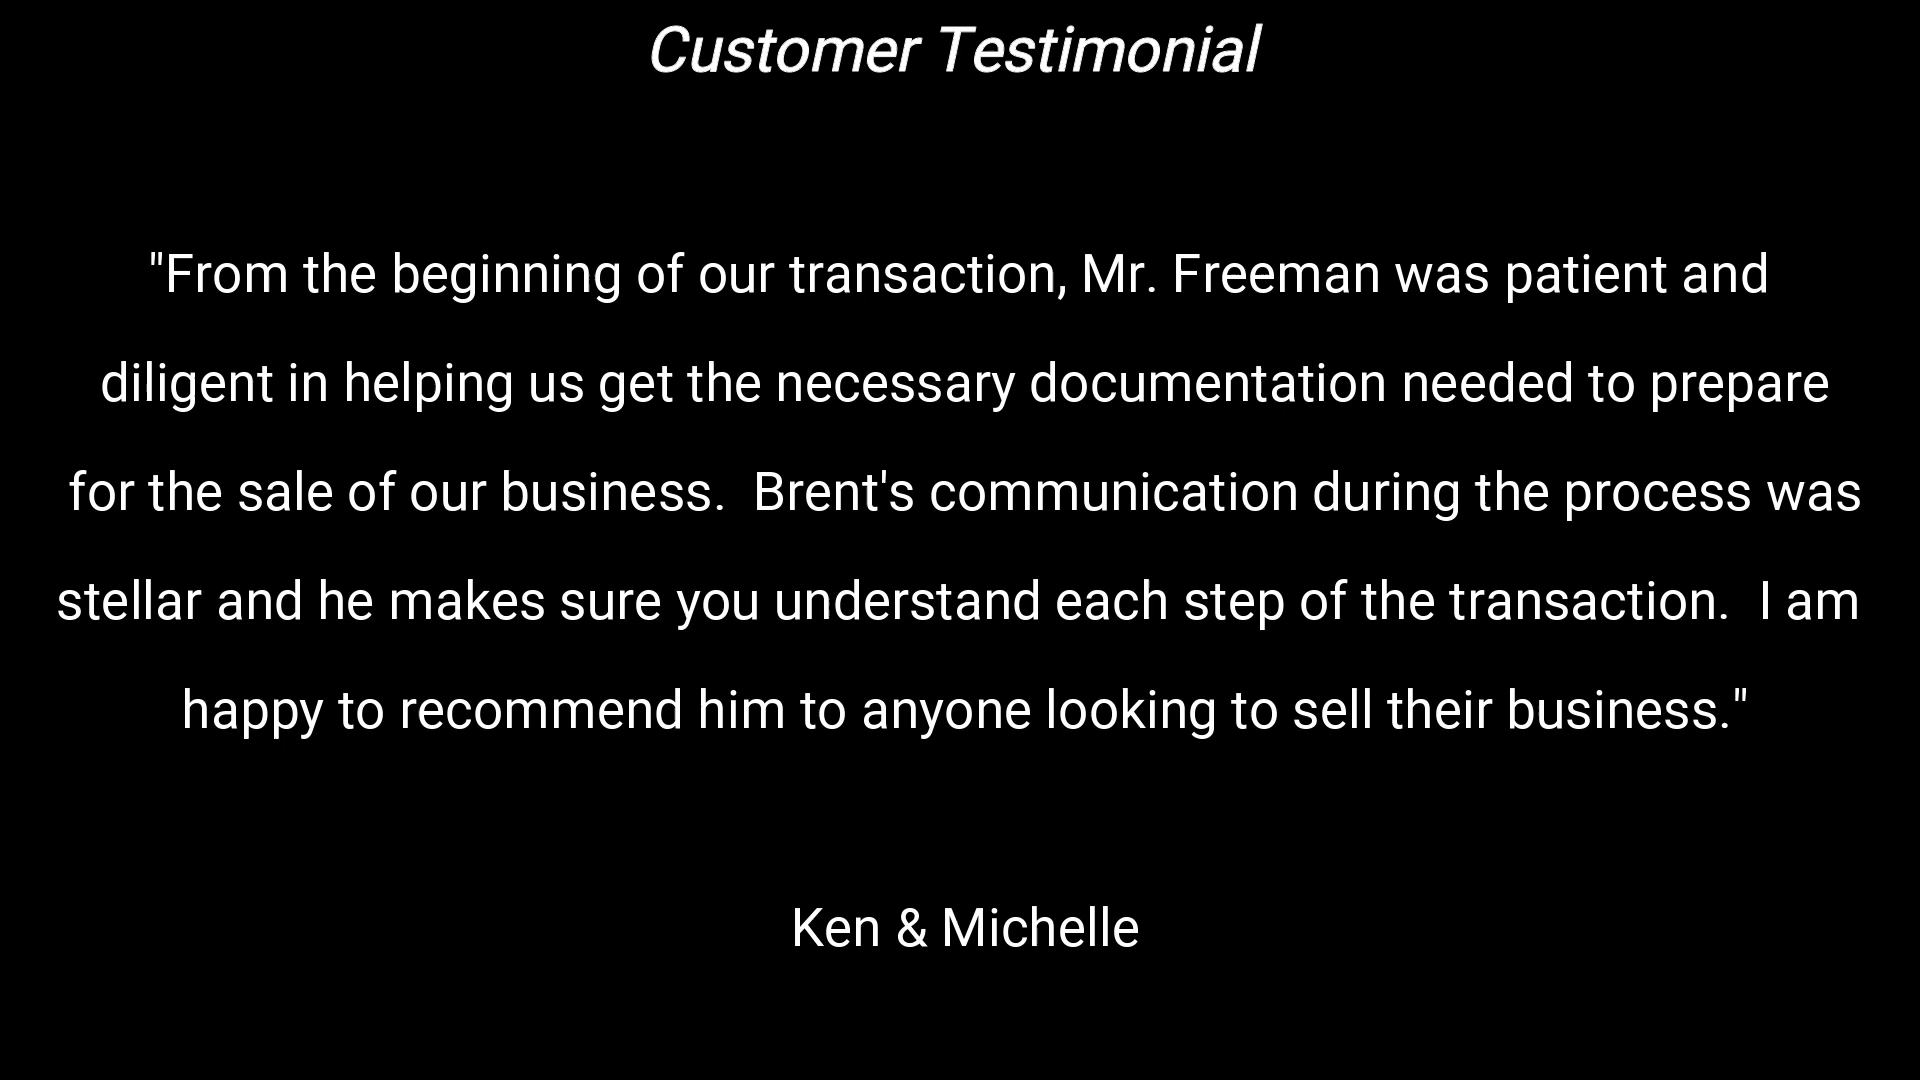 Customer Testimonial
"From the beginning of our transaction, Mr. Freeman was patient and
diligent in helping us get the necessary documentation needed to prepare
for the sale of our business.  Brent's communication during the process was
stellar and he makes sure you understand each step of the transaction.  I am
happy to recommend him to anyone looking to sell their business."
Ken & Michelle